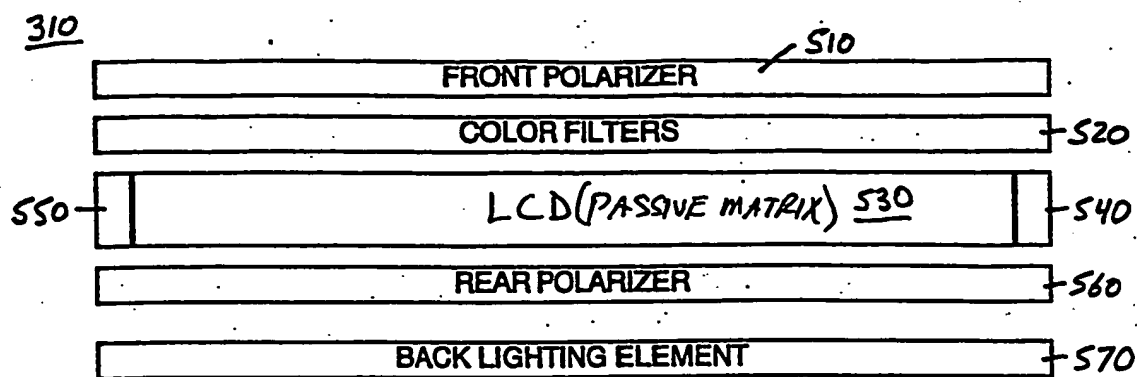 310
510
FRONT POLARIZER
COLOR FILTERS
520
550
LCD (PASSIVE MATRIX) 530
540
REAR POLARIZER
560
BACK LIGHTING ELEMENT
570